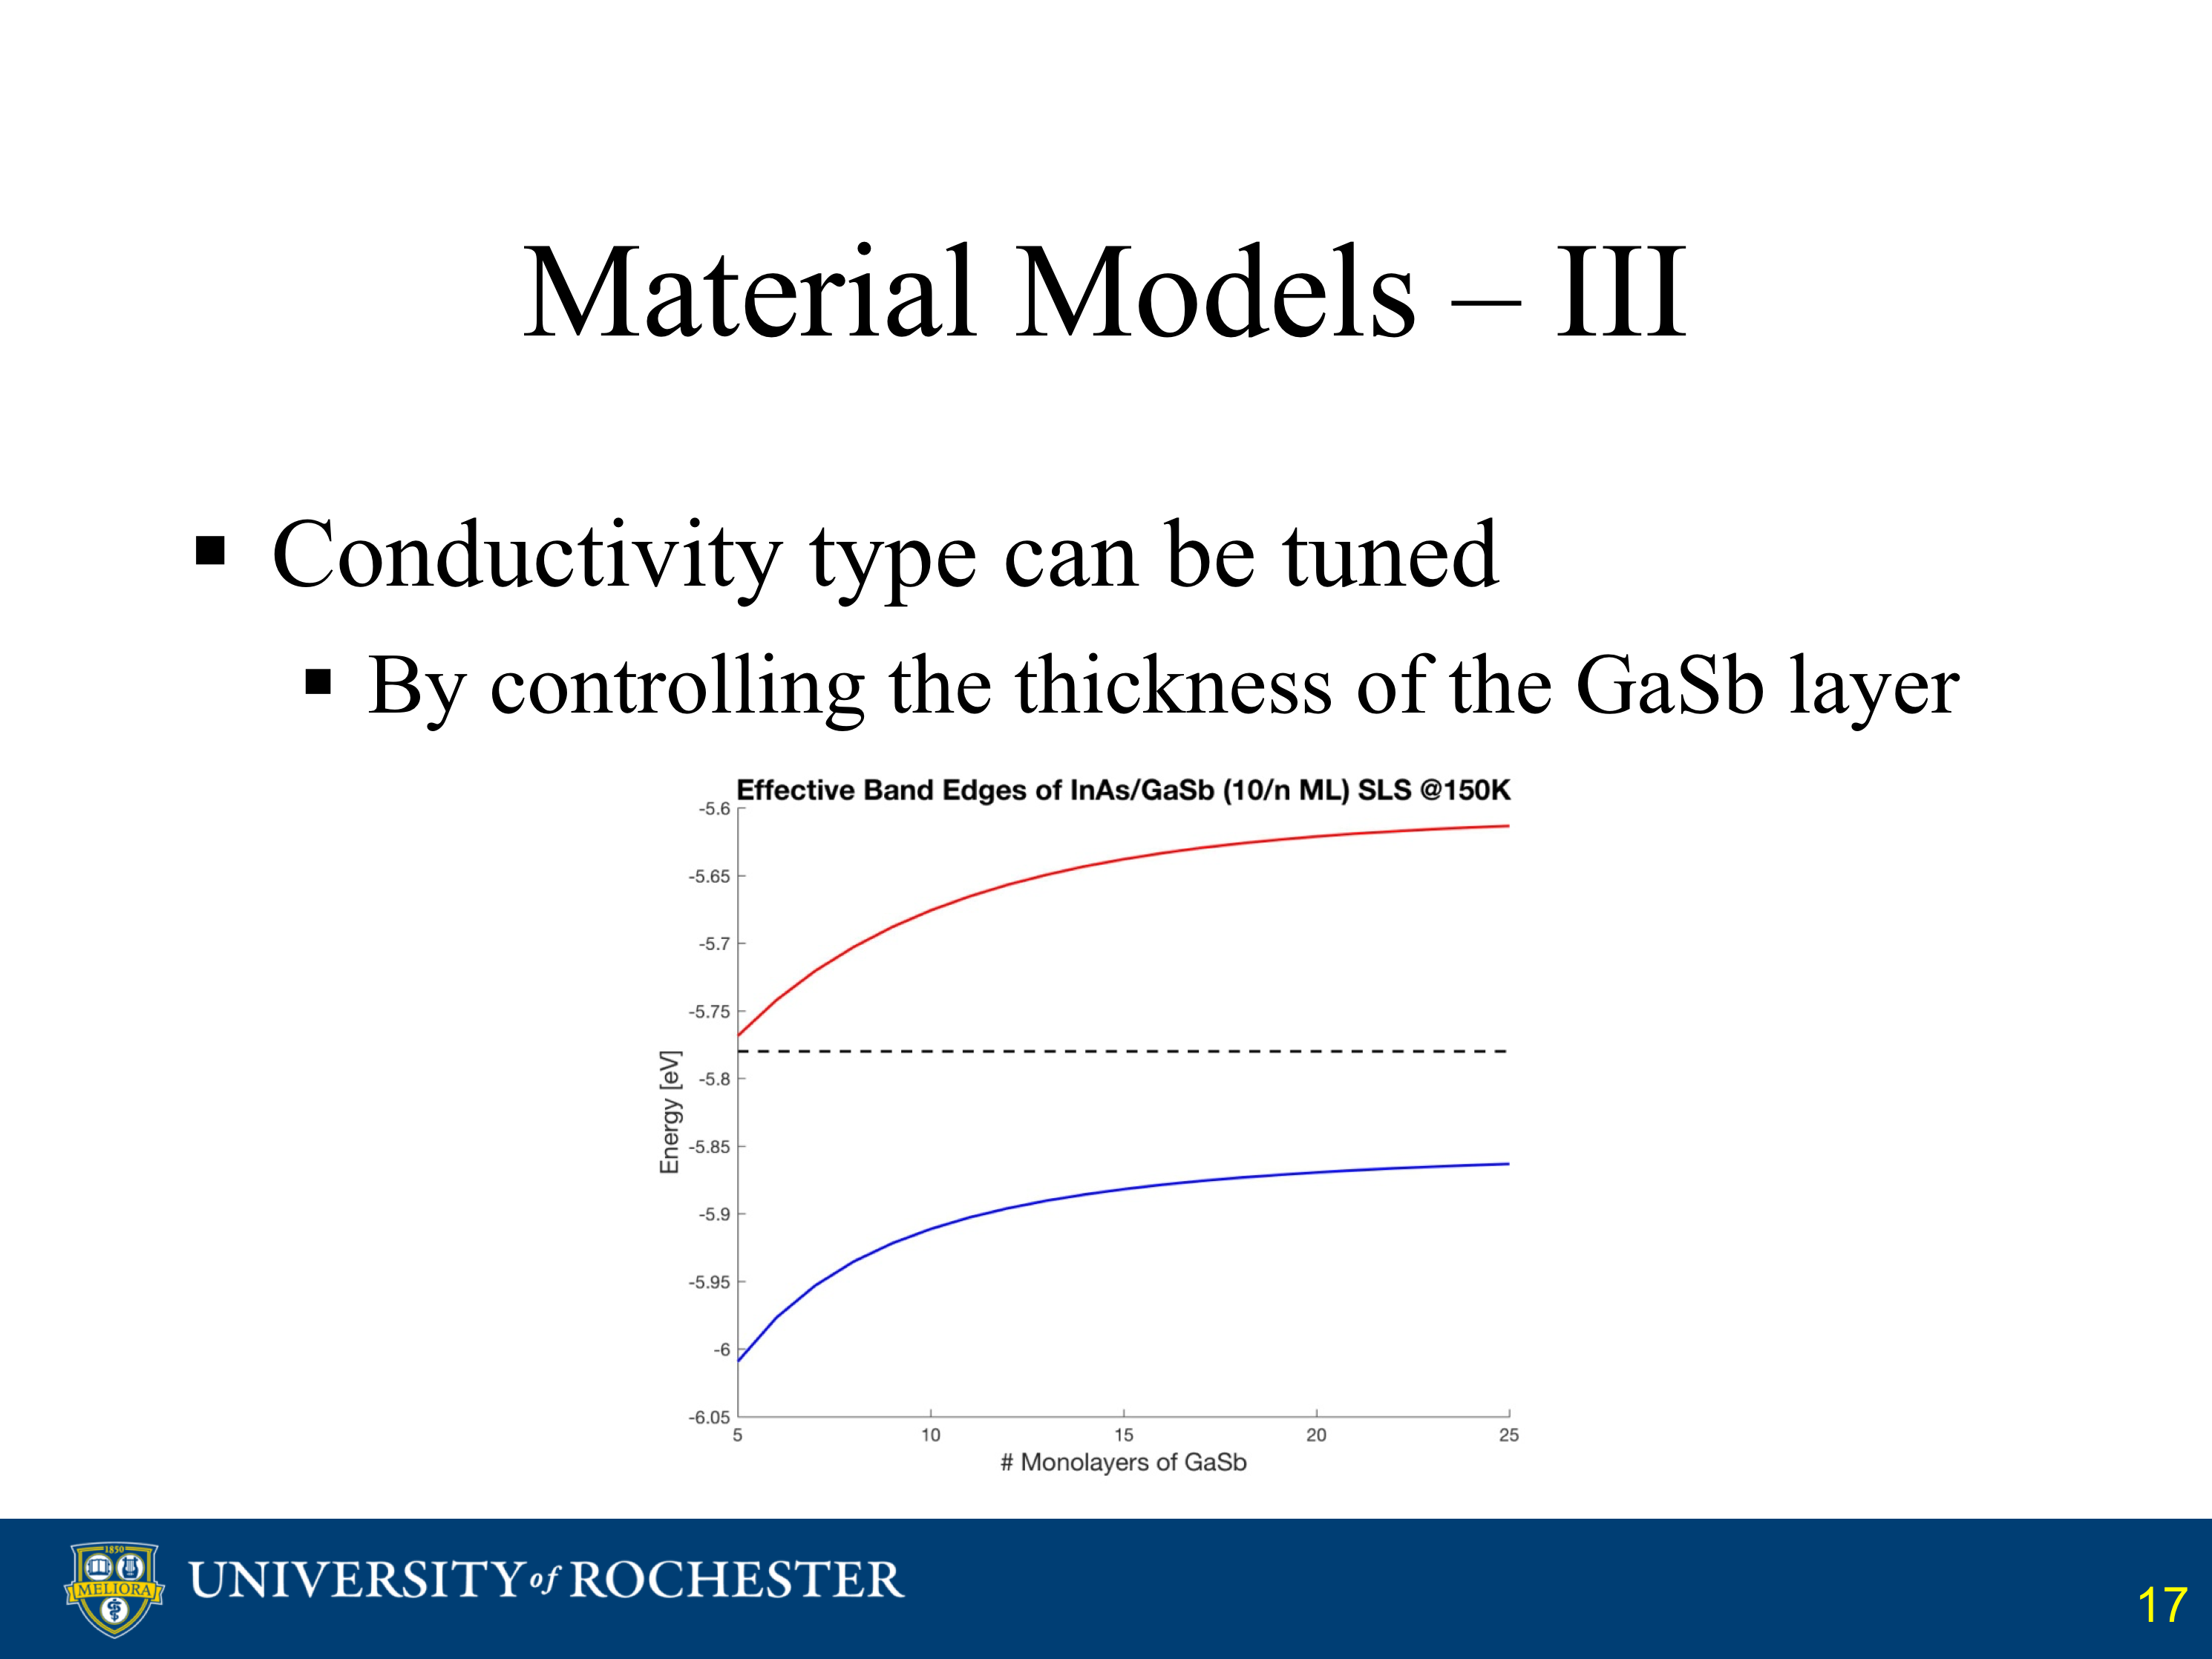 Material Models – III
▪ Conductivity type can be tuned
▪ By controlling the thickness of the GaSb layer
Effective Band Edges of InAs/GaSb (10/n ML) SLS @150K
-5.6
-5.65
-5.7
-5.75
-5.8
-5.85
-5.9
-5.95
-6
-6.05
Energy [eV]
5 10 15 20 25
# Monolayers of GaSb
1850
MELIORA
UNIVERSITY of ROCHESTER
17